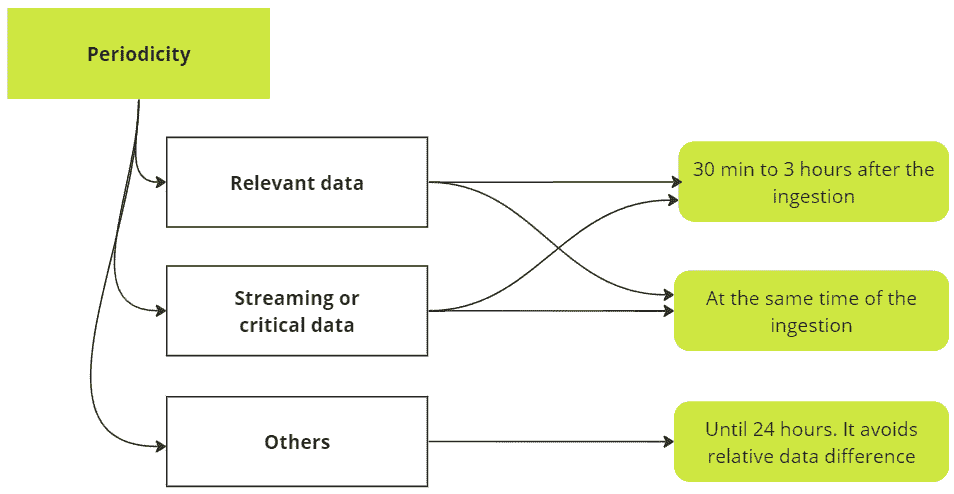 Periodicity
Relevant data
30 min to 3 hours after the
ingestion
Streaming or
critical data
At the same time of the
ingestion
Others
Until 24 hours. It avoids
relative data difference